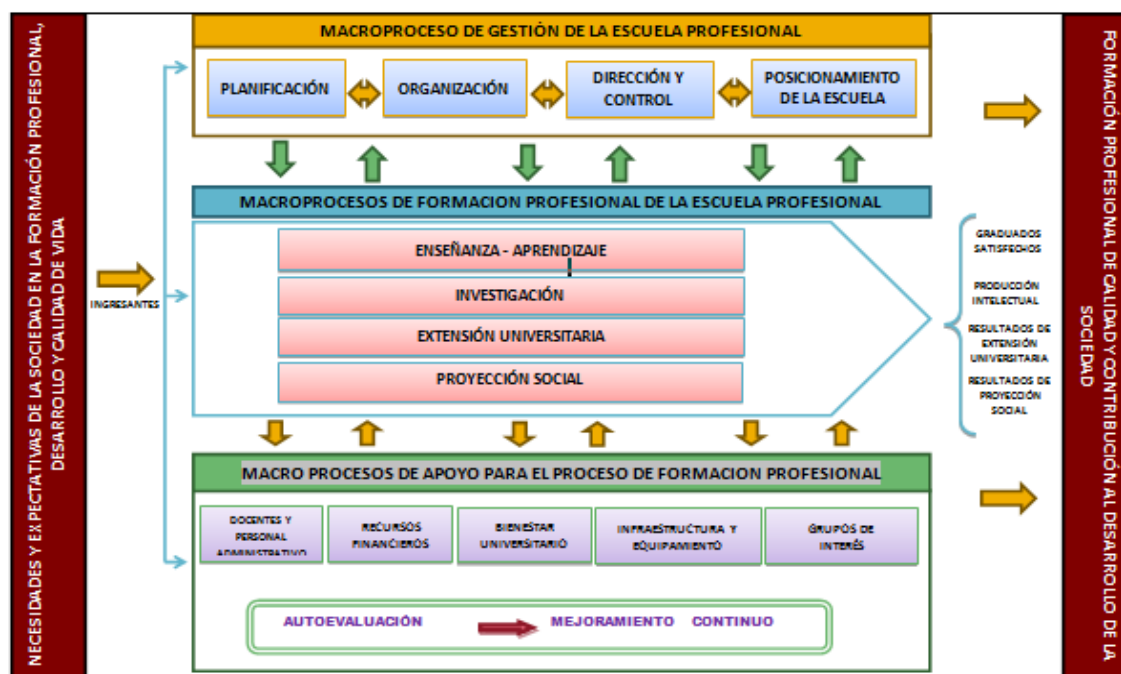 NECESIDADES Y EXPECTATIVAS DE LA SOCIEDAD EN LA FORMACIÓN PROFESIONAL,
DESARROLLO Y CALIDAD DE VIDA
INGRESANTES
MACROPROCESO DE GESTIÓN DE LA ESCUELA PROFESIONAL
PLANIFICACIÓN
ORGANIZACIÓN
DIRECCIÓN Y
CONTROL
POSICIONAMIENTO
DE LA ESCUELA
MACROPROCESOS DE FORMACION PROFESIONAL DE LA ESCUELA PROFESIONAL
ENSEÑANZA - APRENDIZAJE
INVESTIGACIÓN
EXTENSIÓN UNIVERSITARIA
PROYECCIÓN SOCIAL
GRADUADOS
SATISFECHOS
PRODUCCIÓN
INTELECTUAL
RESULTADOS DE
EXTENSIÓN
UNIVERSITARIA
RESULTADOS DE
PROYECCIÓN
SOCIAL
MACRO PROCESOS DE APOYO PARA EL PROCESO DE FORMACION PROFESIONAL
DOCENTES Y
PERSONAL
ADMINISTRATIVO
RECURSOS
FINANCIEROS
BIENESTAR
UNIVERSITARIO
INFRAESTRUCTURA Y
EQUIPAMIENTO
GRUPOS DE
INTERÉS
AUTOEVALUACIÓN
MEJORAMIENTO CONTINUO
FORMACIÓN PROFESIONAL DE CALIDAD Y CONTRIBUCIÓN AL DESARROLLO DE LA
SOCIEDAD